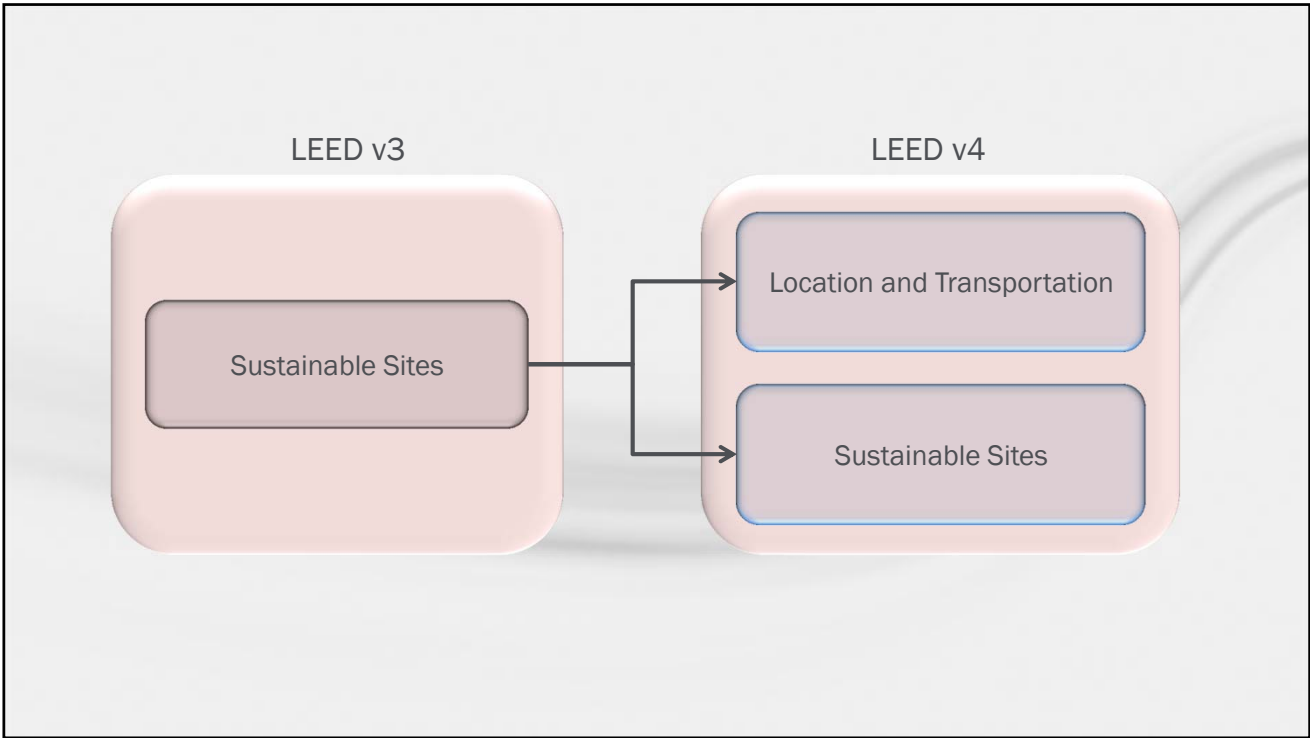 LEED v3
Sustainable Sites
LEED v4
Location and Transportation
Sustainable Sites